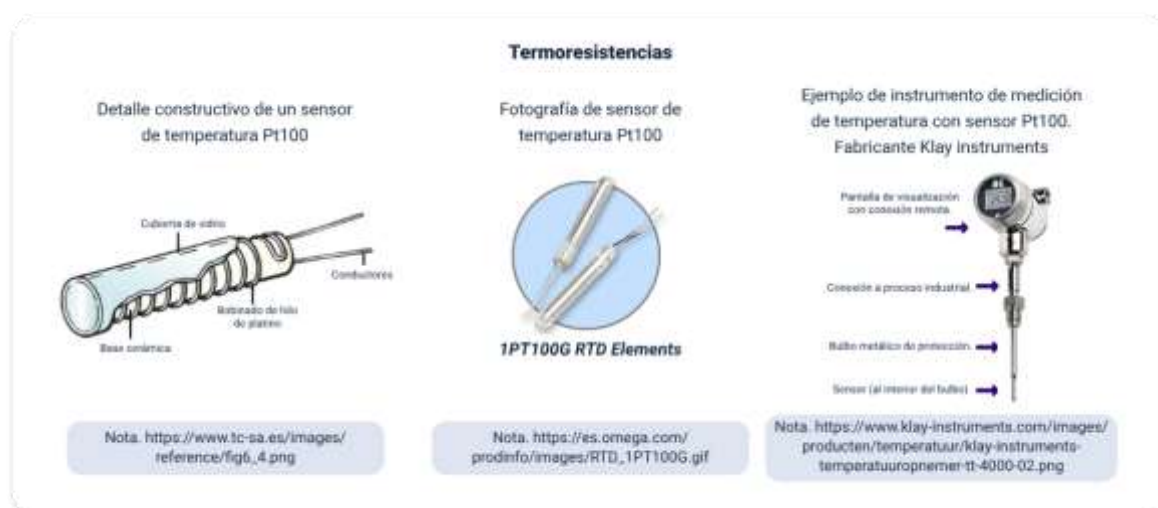 Termoresistencias
Detalle constructivo de un sensor
de temperatura Pt100
Cubierta de vidrio
Conductores
Bobinado de hilo
de platino
Base cerámica
Nota. https://www.tc-sa.es/images/
reference/fig6_4.png
Fotografía de sensor de
temperatura Pt100
1PT100G RTD Elements
Nota. https://es.omega.com/
prodinfo/images/RTD_1PT100G.gif
Ejemplo de instrumento de medición
de temperatura con sensor Pt100.
Fabricante Klay instruments
Pantalla de visualización
con conexión remota.
Conexión a proceso industrial
Bulbo metálico de protección.
Sensor (al interior del bulbo)
Nota. https://www.klay-instruments.com/images/
producten/temperatuur/klay-instruments-
temperatuuropnemer-tt-4000-02.png